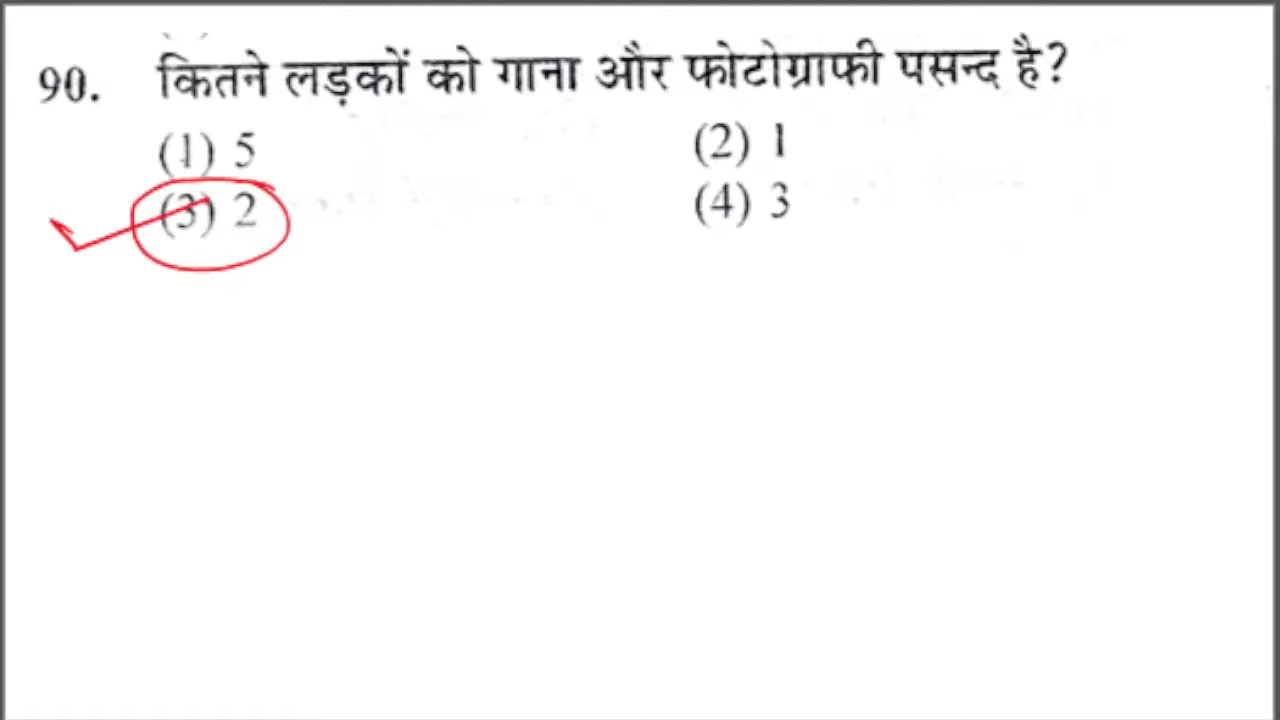 90. कितने लड़कों को गाना और फोटोग्राफी पसन्द है?
(1) 5 (2) 1
(3) 2 (4) 3